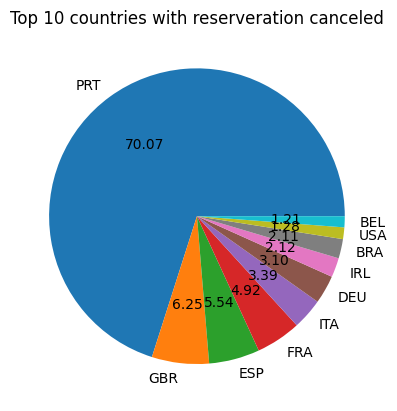 Top 10 countries with reserveration canceled
PRT
70.07
GBR
6.25
ESP
5.54
FRA
4.92
ITA
3.39
DEU
3.10
IRL
2.12
BRA
2.11
USA
1.28
BEL
1.21